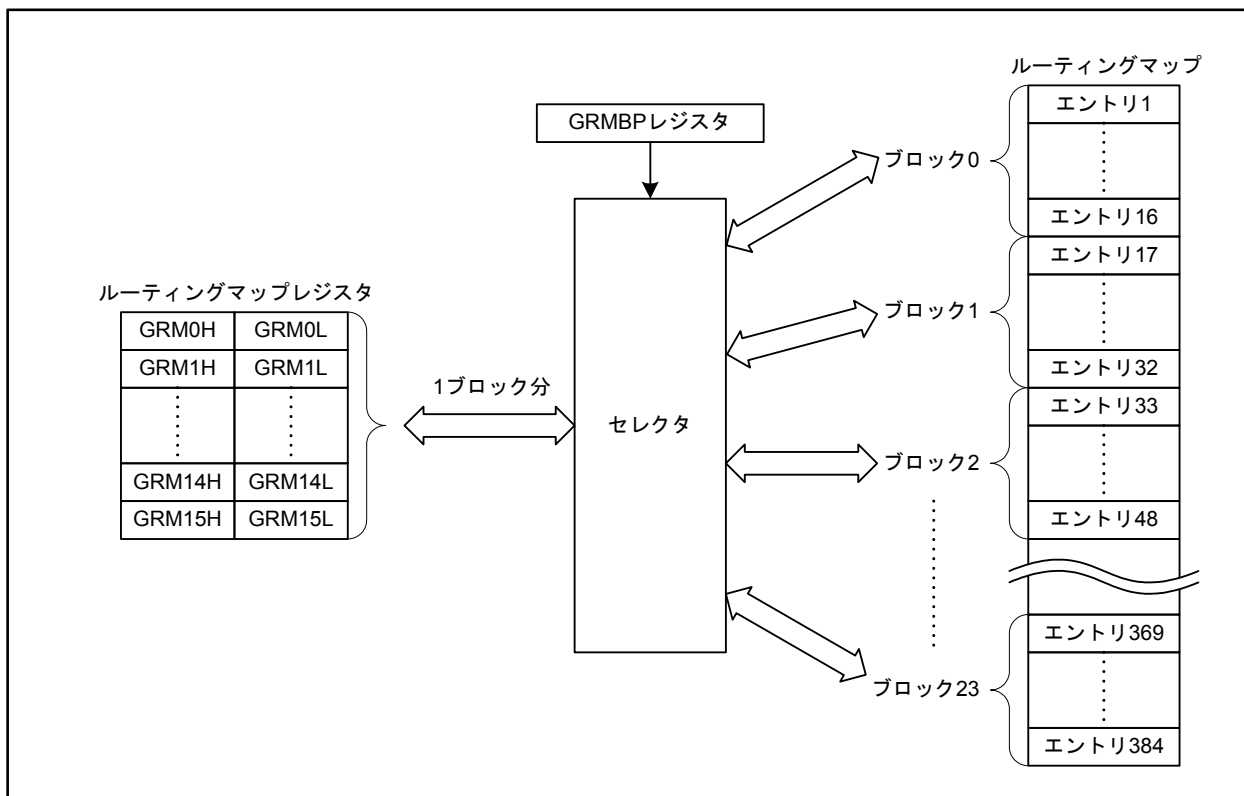 ルーティングマップ
エントリ1
GRMBPレジスタ
ブロック0
エントリ16
エントリ17
ルーティングマップレジスタ
ブロック1
GRM0H GRM0L
GRM1H GRM1L
エントリ32
1ブロック分
エントリ33
セレクタ
ブロック2
GRM14H GRM14L
GRM15H GRM15L
エントリ48
エントリ369
ブロック23
エントリ384